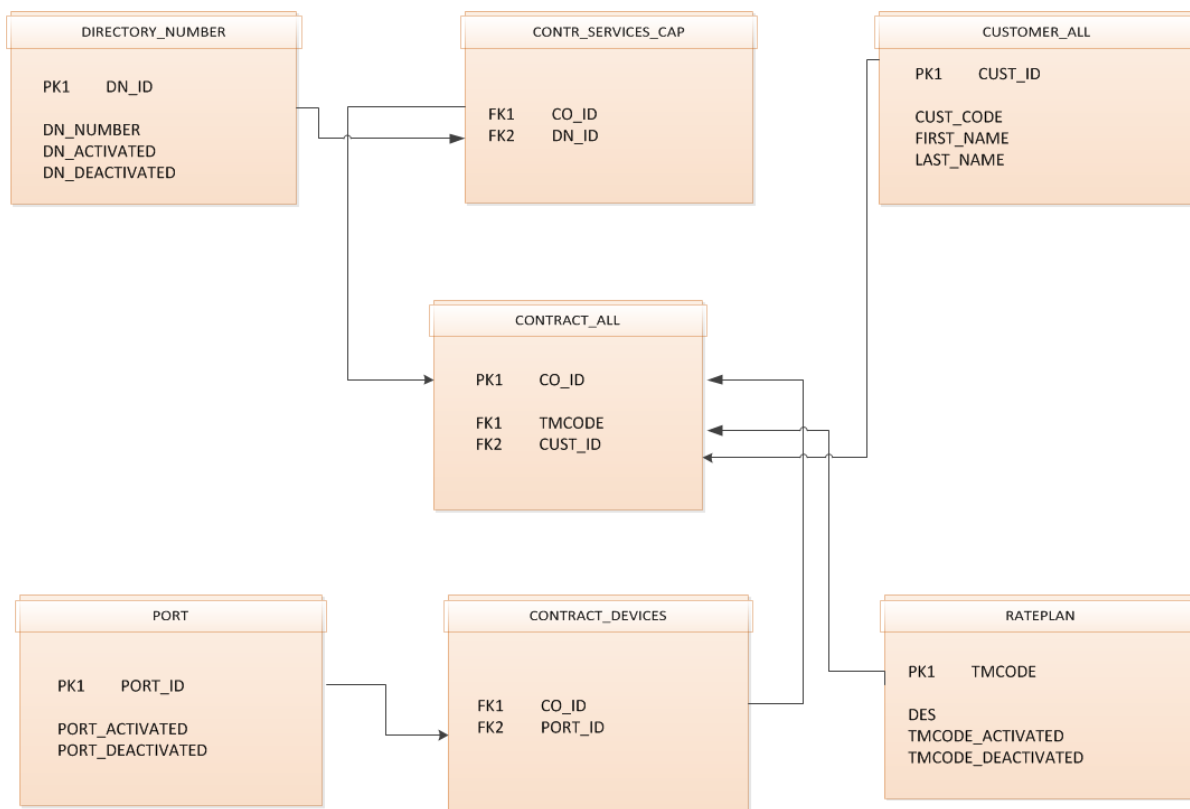 DIRECTORY_NUMBER
PK1 DN_ID
DN_NUMBER
DN_ACTIVATED
DN_DEACTIVATED
CONTR_SERVICES_CAP
FK1 CO_ID
FK2 DN_ID
CUSTOMER_ALL
PK1 CUST_ID
CUST_CODE
FIRST_NAME
LAST_NAME
CONTRACT_ALL
PK1 CO_ID
FK1 TMCODE
FK2 CUST_ID
PORT
PK1 PORT_ID
PORT_ACTIVATED
PORT_DEACTIVATED
CONTRACT_DEVICES
FK1 CO_ID
FK2 PORT_ID
RATEPLAN
PK1 TMCODE
DES
TMCODE_ACTIVATED
TMCODE_DEACTIVATED